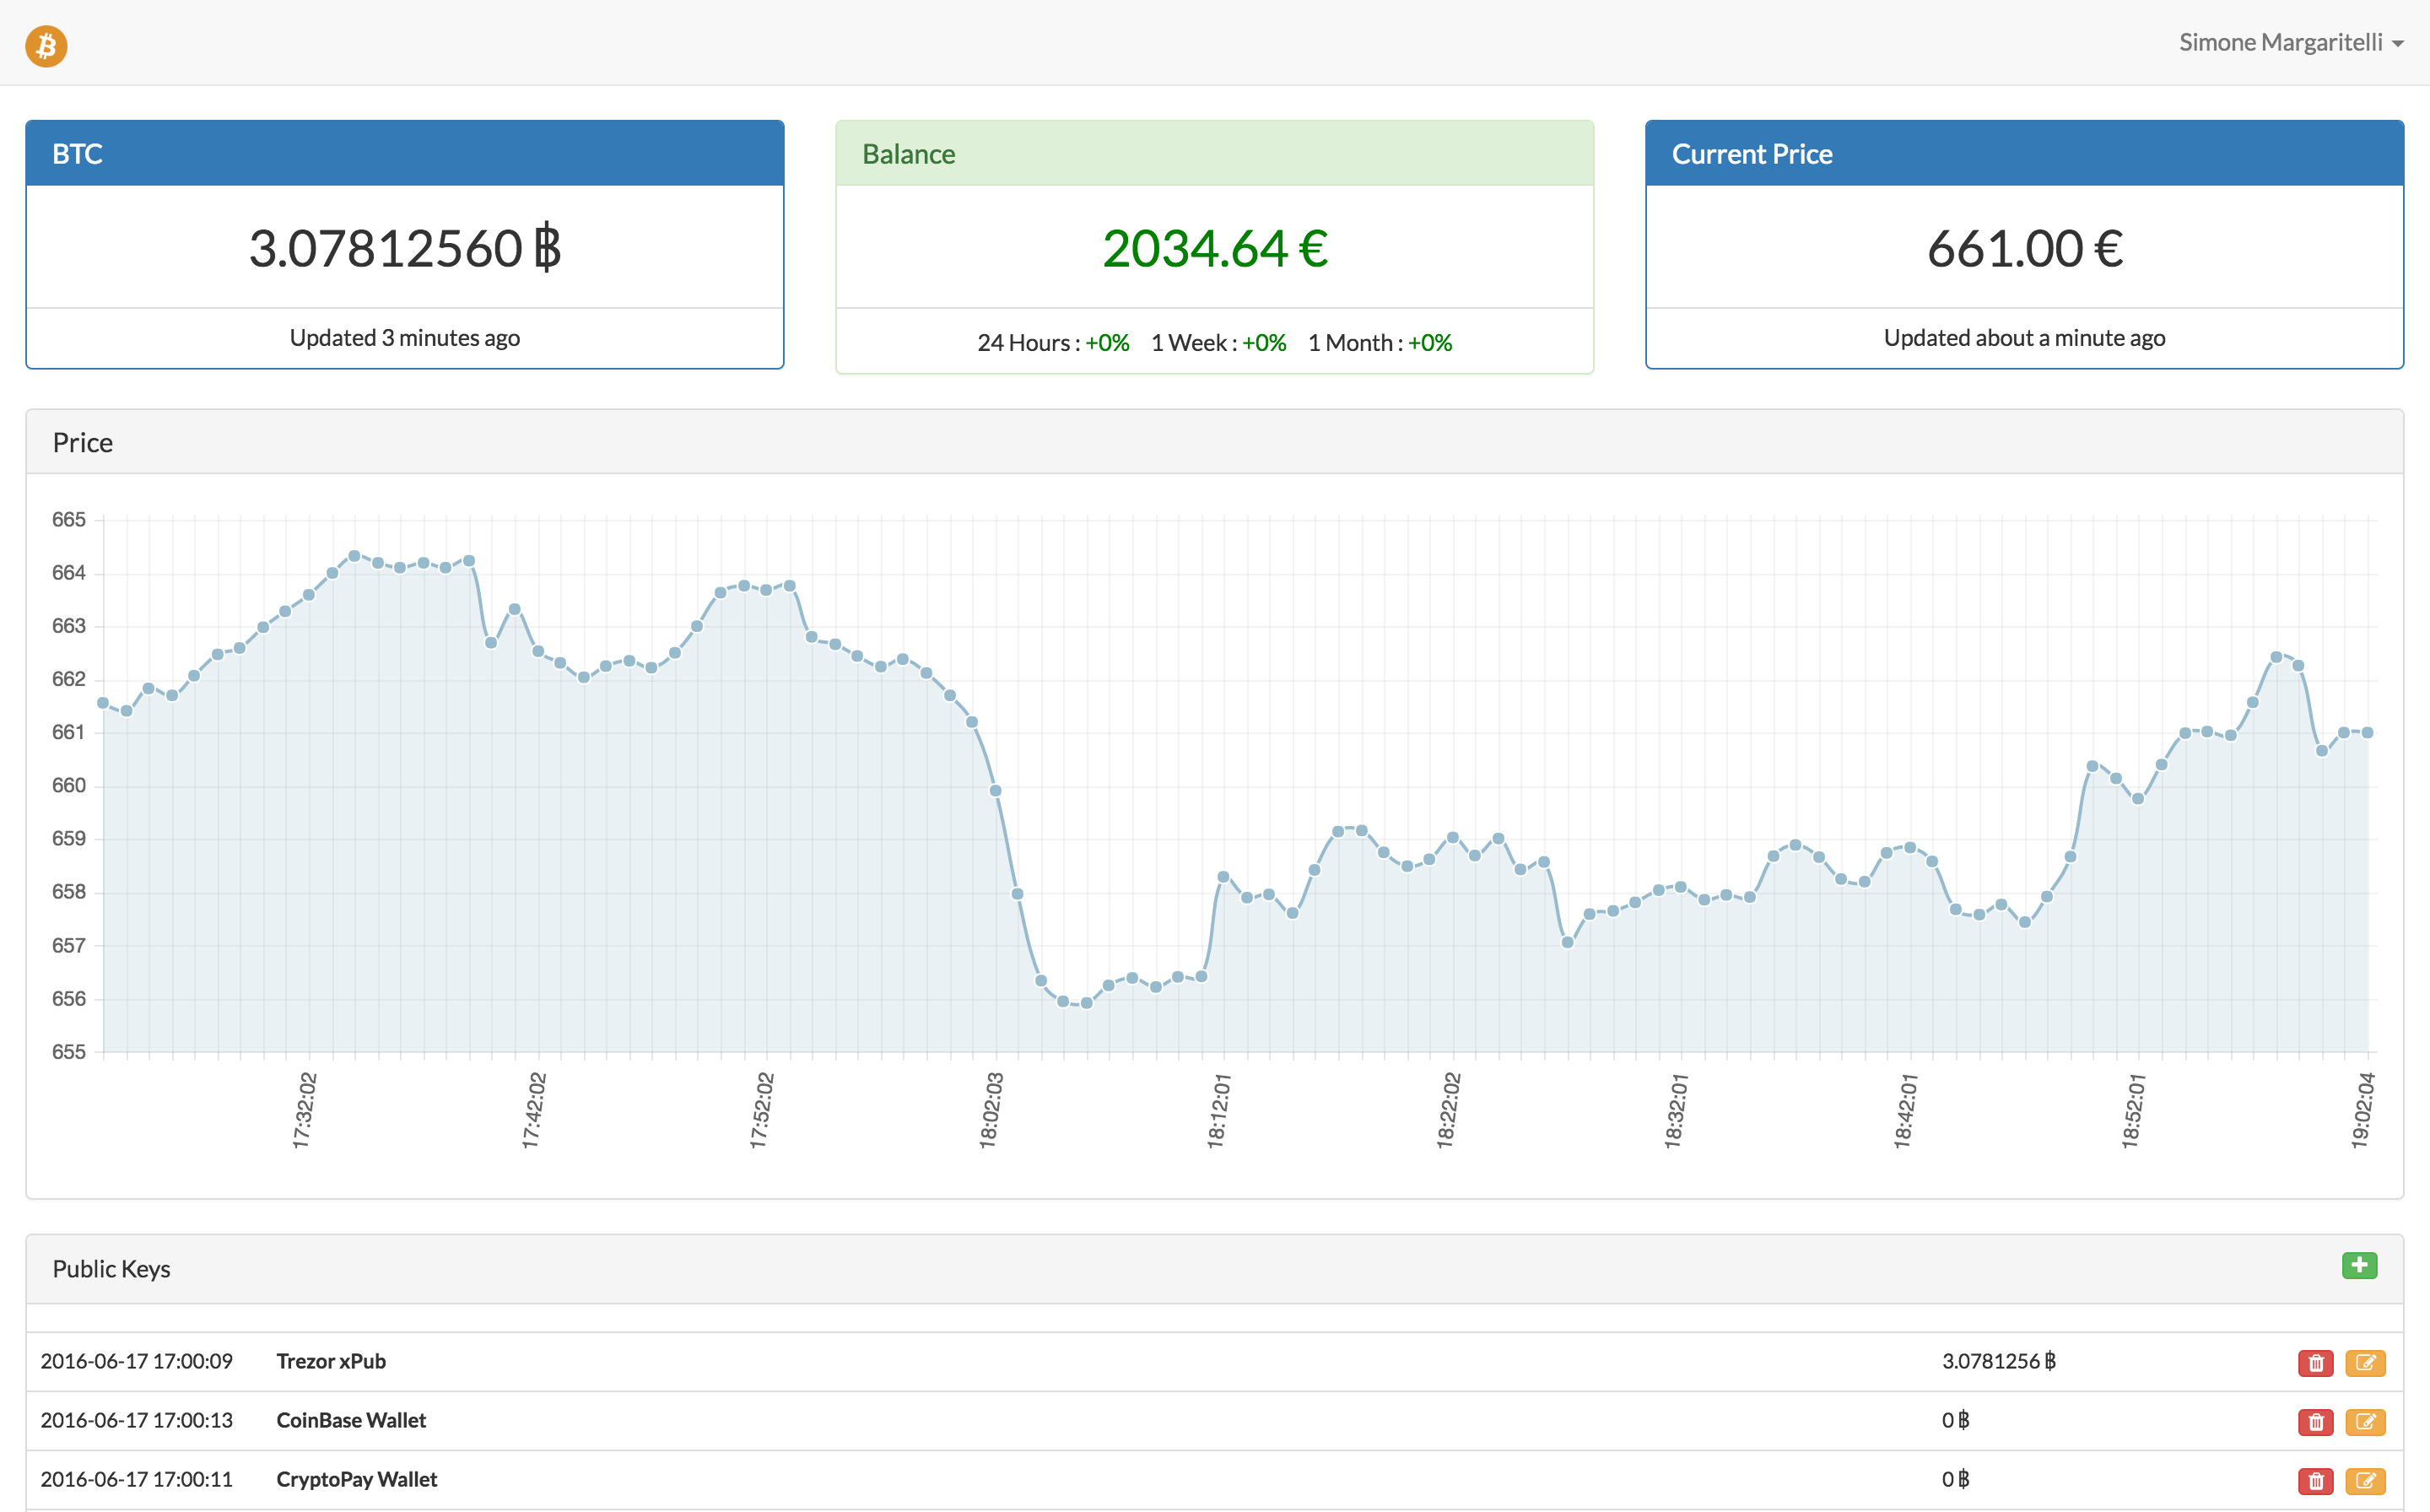 Simone Margaritelli
BTC
Balance
Current Price
3.07812560 ฿
2034.64 €
661.00 €
Updated 3 minutes ago
24 Hours : +0% 1 Week : +0% 1 Month : +0%
Updated about a minute ago
Price
665
664
663
662
661
660
659
658
657
656
655
17:32:02
17:42:02
17:52:02
18:02:03
18:12:01
18:22:02
18:32:01
18:42:01
18:52:01
19:02:04
Public Keys
2016-06-17 17:00:09 Trezor xPub 3.0781256 ฿
2016-06-17 17:00:13 CoinBase Wallet 0 ฿
2016-06-17 17:00:11 CryptoPay Wallet 0 ฿